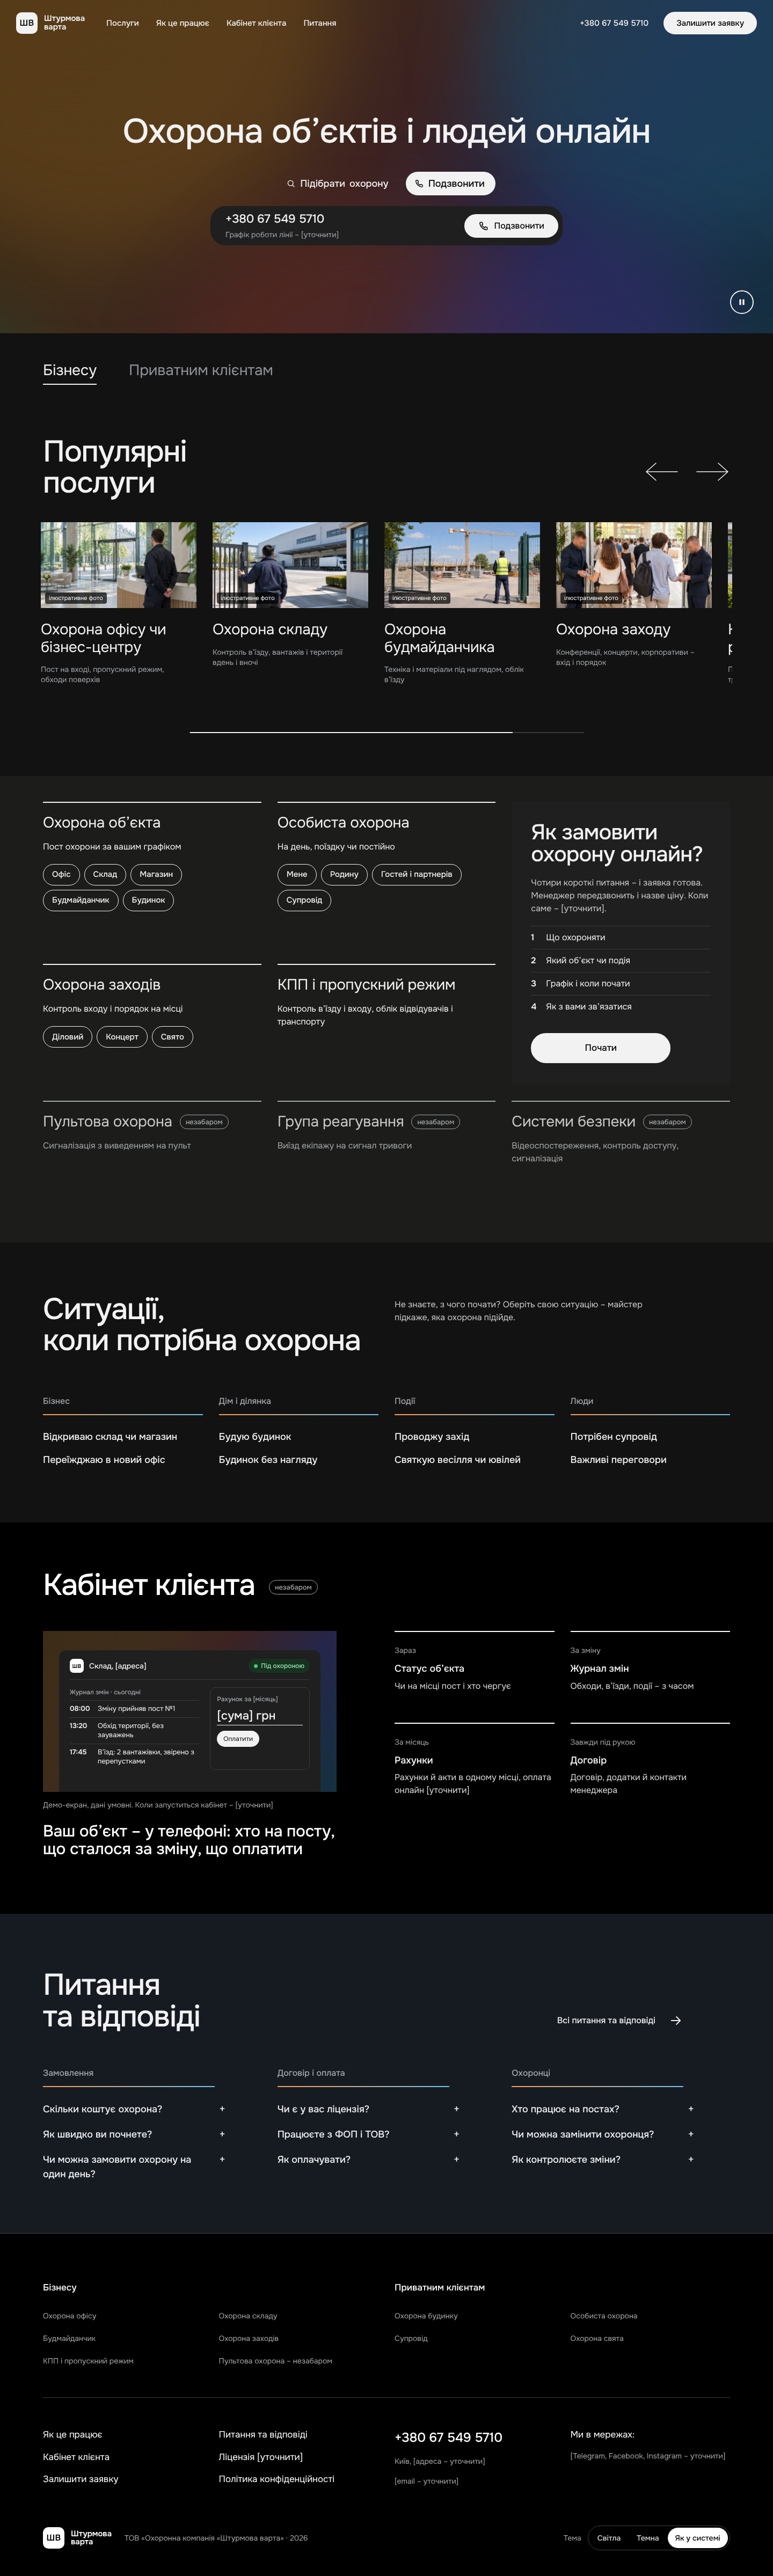 ШВ
Штурмова
варта
Послуги
Як це працює
Кабінет клієнта
Питання
+380 67 549 5710
Залишити заявку
Охорона об’єктів і людей онлайн
Підібрати охорону
Подзвонити
+380 67 549 5710
Графік роботи лінії – [уточнити]
Подзвонити
Бізнесу
Приватним клієнтам
Популярні
послуги
ілюстративне фото
ілюстративне фото
ілюстративне фото
ілюстративне фото
Охорона офісу чи
бізнес-центру
Пост на вході, пропускний режим,
обходи поверхів
Охорона складу
Контроль в’їзду, вантажів і території
вдень і вночі
Охорона
будмайданчика
Техніка і матеріали під наглядом, облік
в’їзду
Охорона заходу
Конференції, концерти, корпоративи –
вхід і порядок
Охорона об’єкта
Пост охорони за вашим графіком
Офіс
Склад
Магазин
Будмайданчик
Будинок
Особиста охорона
На день, поїздку чи постійно
Мене
Родину
Гостей і партнерів
Супровід
Як замовити
охорону онлайн?
Чотири короткі питання – і заявка готова.
Менеджер передзвонить і назве ціну. Коли
саме – [уточнити].
1 Що охороняти
2 Який об’єкт чи подія
3 Графік і коли почати
4 Як з вами зв’язатися
Почати
Охорона заходів
Контроль входу і порядок на місці
Діловий
Концерт
Свято
КПП і пропускний режим
Контроль в’їзду і входу, облік відвідувачів і
транспорту
Пультова охорона
незабаром
Сигналізація з виведенням на пульт
Група реагування
незабаром
Виїзд екіпажу на сигнал тривоги
Системи безпеки
незабаром
Відеоспостереження, контроль доступу,
сигналізація
Ситуації,
коли потрібна охорона
Не знаєте, з чого почати? Оберіть свою ситуацію – майстер
підкаже, яка охорона підійде.
Бізнес
Відкриваю склад чи магазин
Переїжджаю в новий офіс
Дім і ділянка
Будую будинок
Будинок без нагляду
Події
Проводжу захід
Святкую весілля чи ювілей
Люди
Потрібен супровід
Важливі переговори
Кабінет клієнта
незабаром
ШВ
Склад, [адреса]
Під охороною
Журнал змін · сьогодні
08:00 Зміну прийняв пост №1
13:20 Обхід території, без
зауважень
17:45 В’їзд: 2 вантажівки, звірено з
перепустками
Рахунок за [місяць]
[сума] грн
Оплатити
Демо-екран, дані умовні. Коли запуститься кабінет – [уточнити]
Ваш об’єкт – у телефоні: хто на посту,
що сталося за зміну, що оплатити
Зараз
Статус об’єкта
Чи на місці пост і хто чергує
За зміну
Журнал змін
Обходи, в’їзди, події – з часом
За місяць
Рахунки
Рахунки й акти в одному місці, оплата
онлайн [уточнити]
Завжди під рукою
Договір
Договір, додатки й контакти
менеджера
Питання
та відповіді
Всі питання та відповіді
Замовлення
Скільки коштує охорона? +
Як швидко ви почнете? +
Чи можна замовити охорону на
один день? +
Договір і оплата
Чи є у вас ліцензія? +
Працюєте з ФОП і ТОВ? +
Як оплачувати? +
Охоронці
Хто працює на постах? +
Чи можна замінити охоронця? +
Як контролюєте зміни? +
Бізнесу
Охорона офісу
Охорона складу
Будмайданчик
Охорона заходів
КПП і пропускний режим
Пультова охорона – незабаром
Приватним клієнтам
Охорона будинку
Особиста охорона
Супровід
Охорона свята
Як це працює
Кабінет клієнта
Залишити заявку
Питання та відповіді
Ліцензія [уточнити]
Політика конфіденційності
+380 67 549 5710
Київ, [адреса – уточнити]
[email – уточнити]
Ми в мережах:
[Telegram, Facebook, Instagram – уточнити]
ШВ
Штурмова
варта
ТОВ «Охоронна компанія «Штурмова варта» · 2026
Тема
Світла
Темна
Як у системі